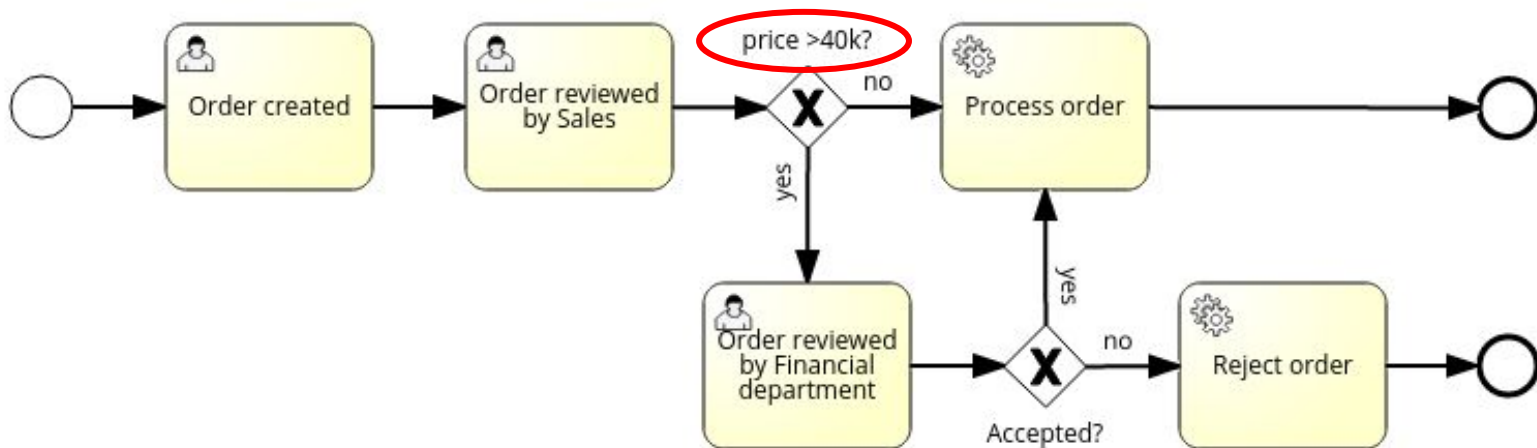 price >40k?
Order created
Order reviewed
by Sales
no
Process order
yes
yes
Order reviewed
by Financial
department
no
Reject order
Accepted?